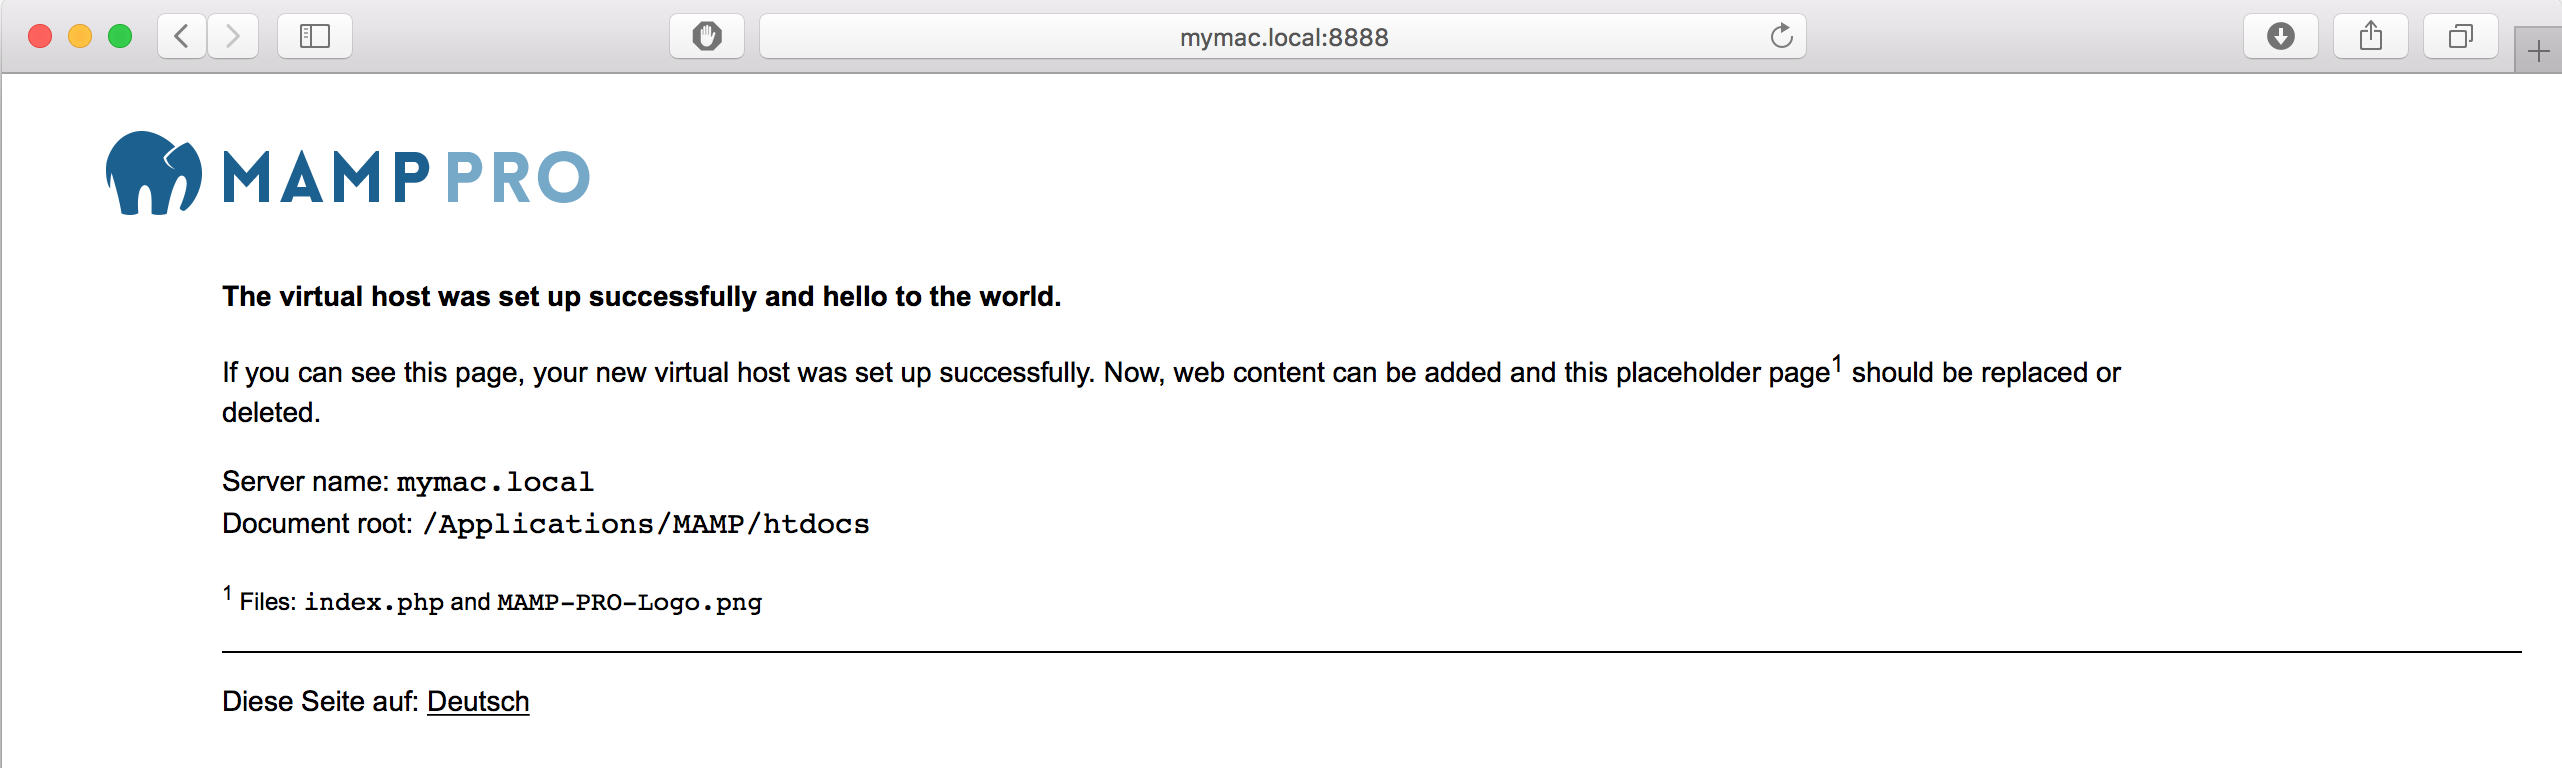 mymac.local:8888
MAMP PRO
The virtual host was set up successfully and hello to the world.
If you can see this page, your new virtual host was set up successfully. Now, web content can be added and this placeholder page1 should be replaced or
deleted.
Server name: mymac.local
Document root: /Applications/MAMP/htdocs
1 Files: index.php and MAMP-PRO-Logo.png
Diese Seite auf: Deutsch